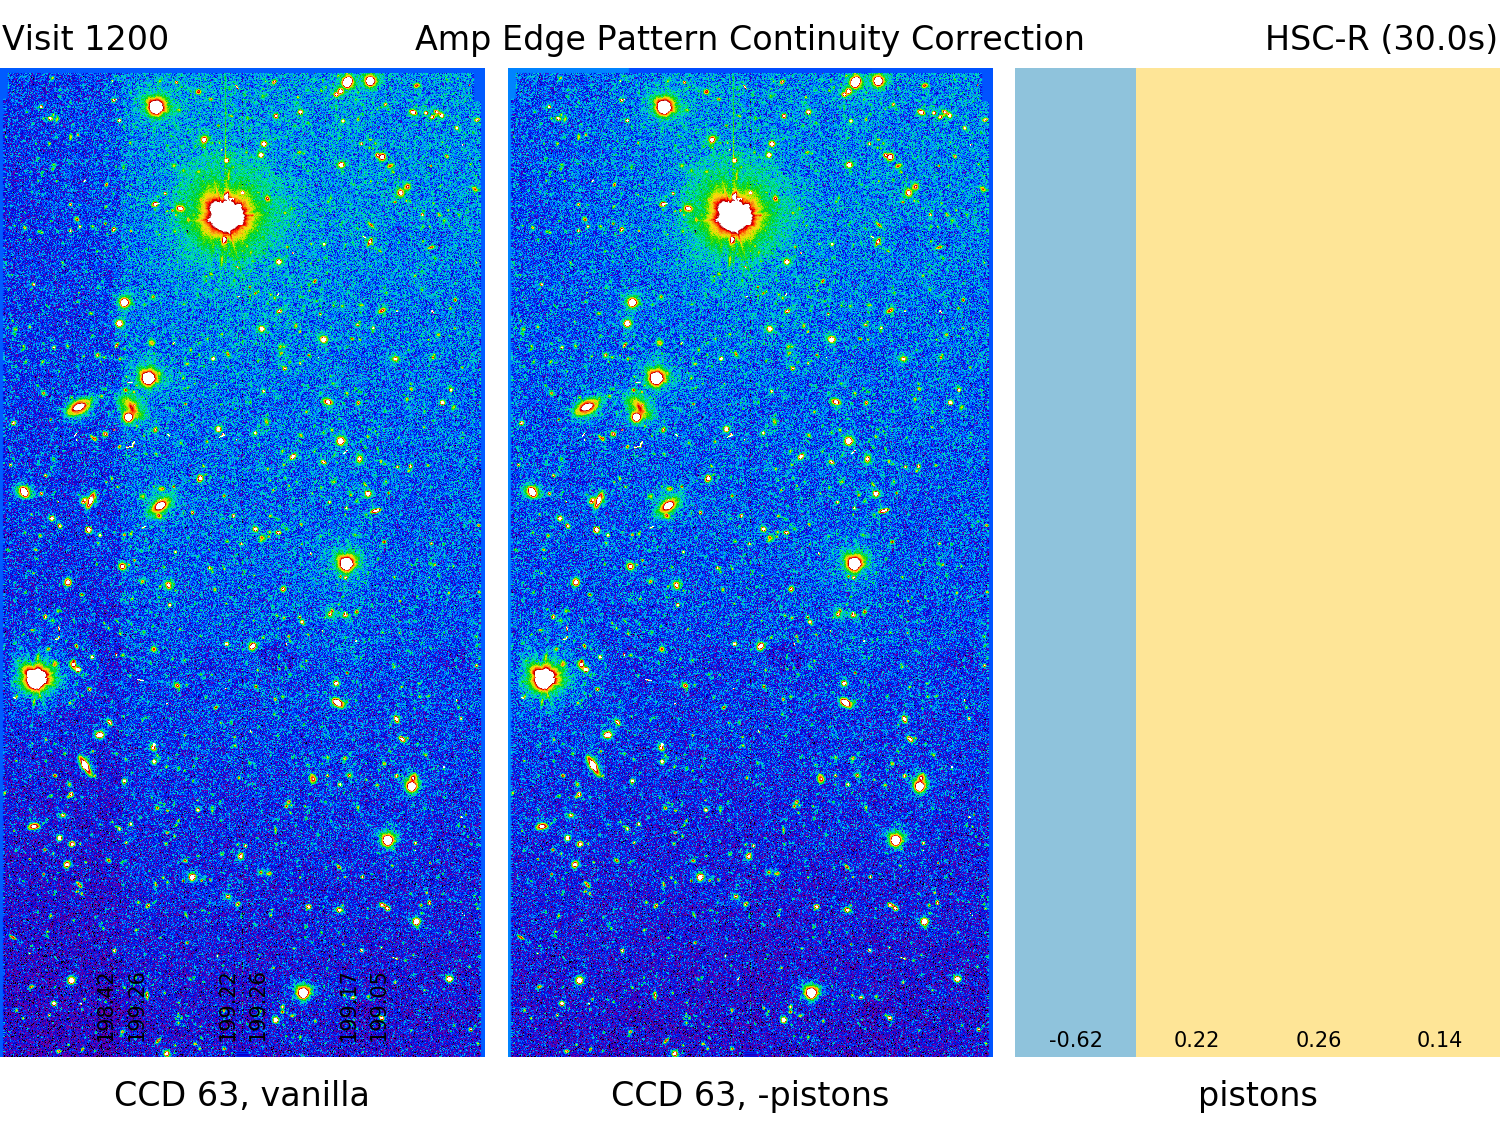 Visit 1200
Amp Edge Pattern Continuity Correction
HSC-R (30.0s)
198.42
199.26
199.22
199.26
199.17
199.05
-0.62
0.22
0.26
0.14
CCD 63, vanilla
CCD 63, -pistons
pistons